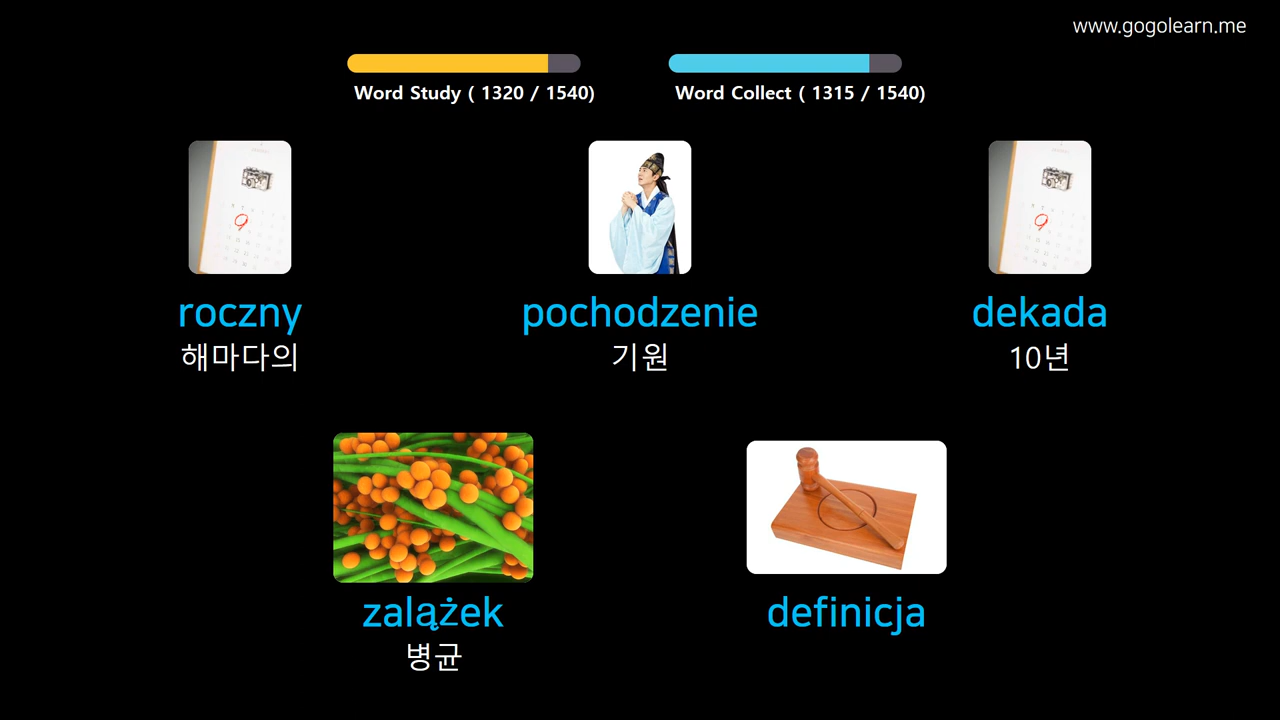 www.gogolearn.me
Word Study ( 1320 / 1540)
Word Collect ( 1315 / 1540)
roczny
해마다의
pochodzenie
기원
dekada
10년
zalążek
병균
definicja